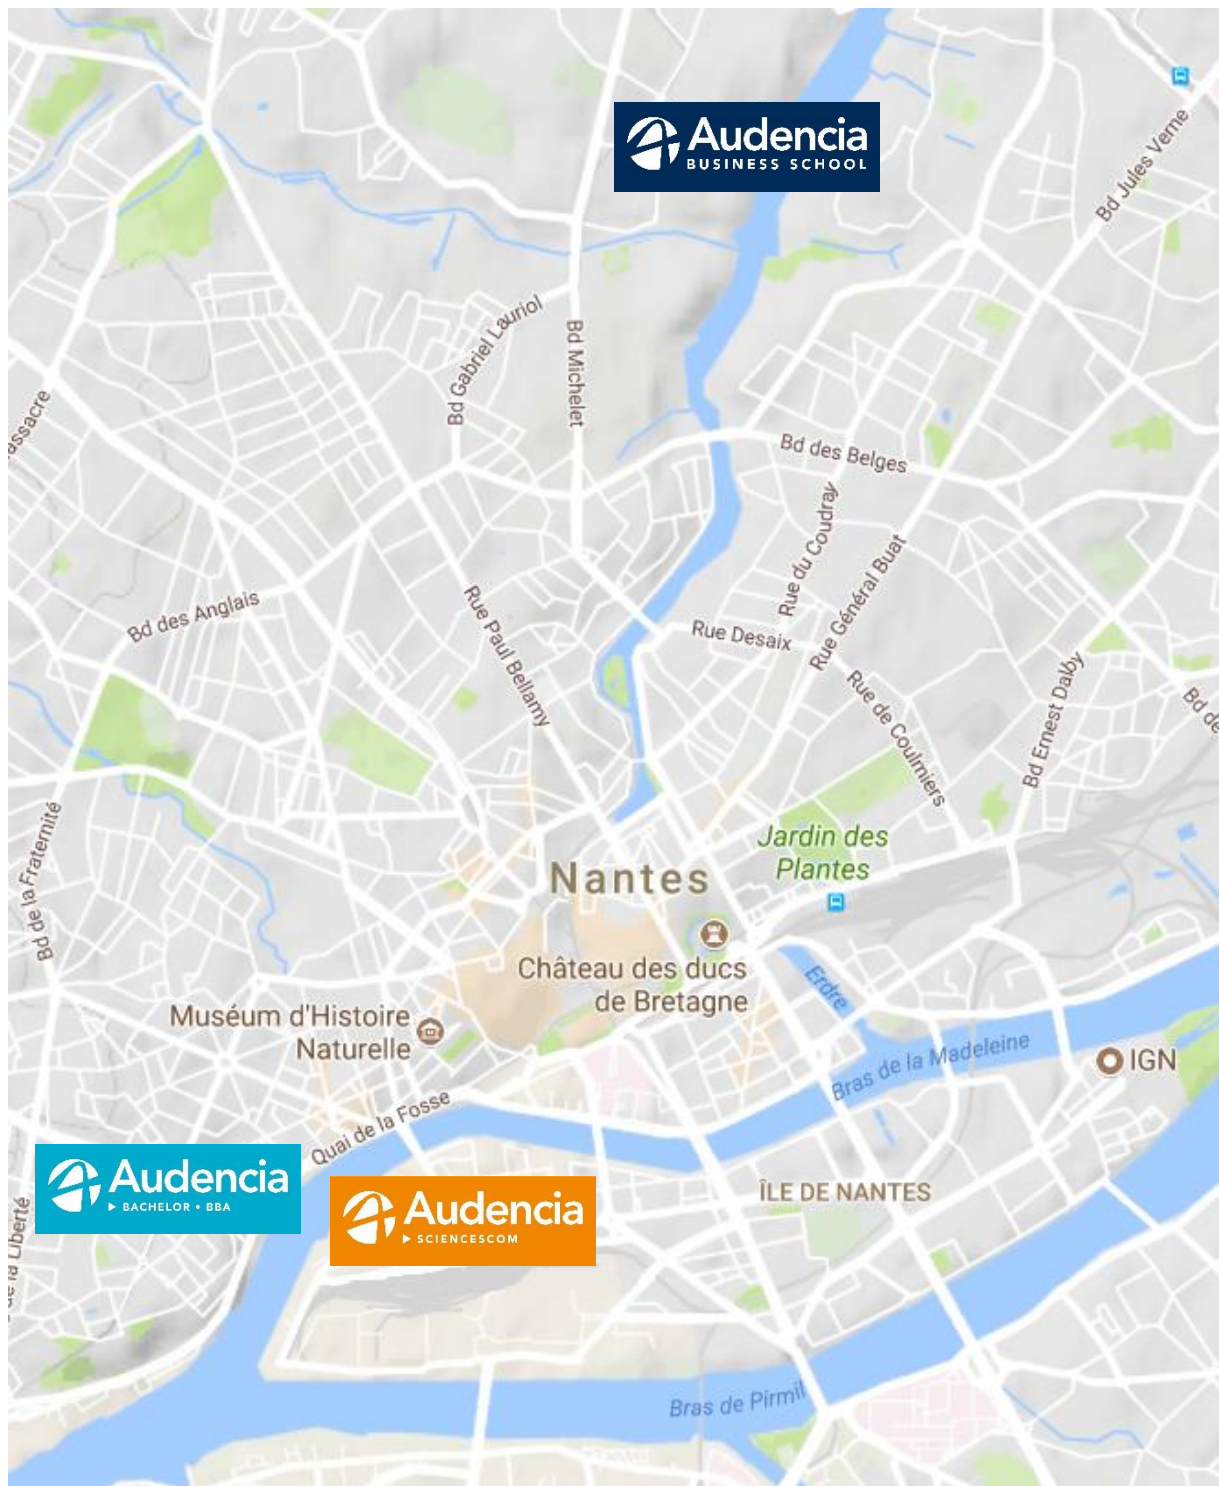 Audencia
BUSINESS SCHOOL
Bd Jules Verne
Bd Gabriel Lauriol
Bd Michelet
Bd des Belges
Rue du Coudray
Rue Général Buat
Bd des Anglais
Rue Paul Bellamy
Rue Desaix
Rue de Coulmiers
Bd Ernest Dalby
Bd de
Bd de la Fraternité
Jardin des
Plantes
Nantes
Château des ducs
de Bretagne
Erdre
Muséum d'Histoire
Naturelle
Bras de la Madeleine
IGN
Quai de la Fosse
Audencia
BACHELOR • BBA
Audencia
SCIENCESCOM
ÎLE DE NANTES
la Liberté
Bras de Pirmil